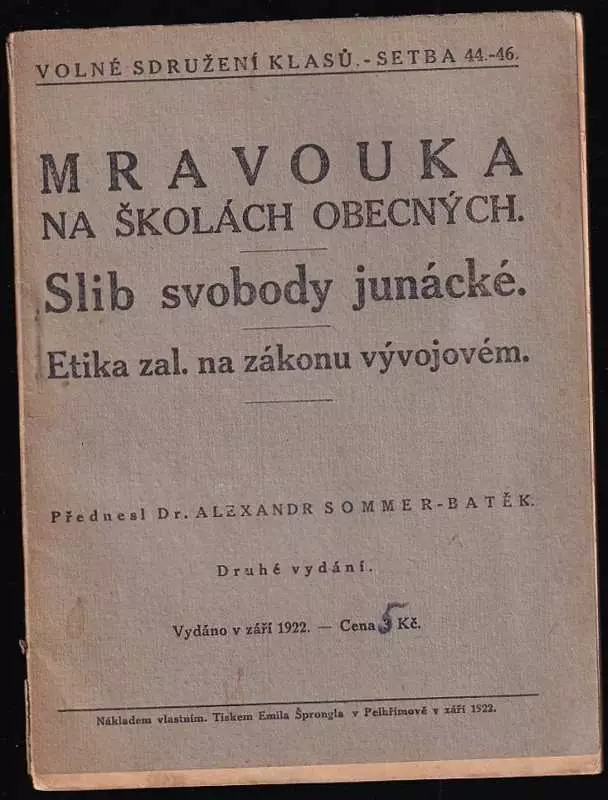 VOLNÉ SDRUŽENÍ KLASŮ. - SETBA 44.-46.
MRAVOUKA
NA ŠKOLÁCH OBECNÝCH.
Slib svobody junácké.
Etika zal. na zákonu vývojovém.
Přednesl Dr. ALEXANDR SOMMER-BATĚK.
Druhé vydání.
Vydáno v září 1922. — Cena 5 Kč.
Nákladem vlastním. Tiskem Emila Šprongla v Pelhřimově v září 1922.